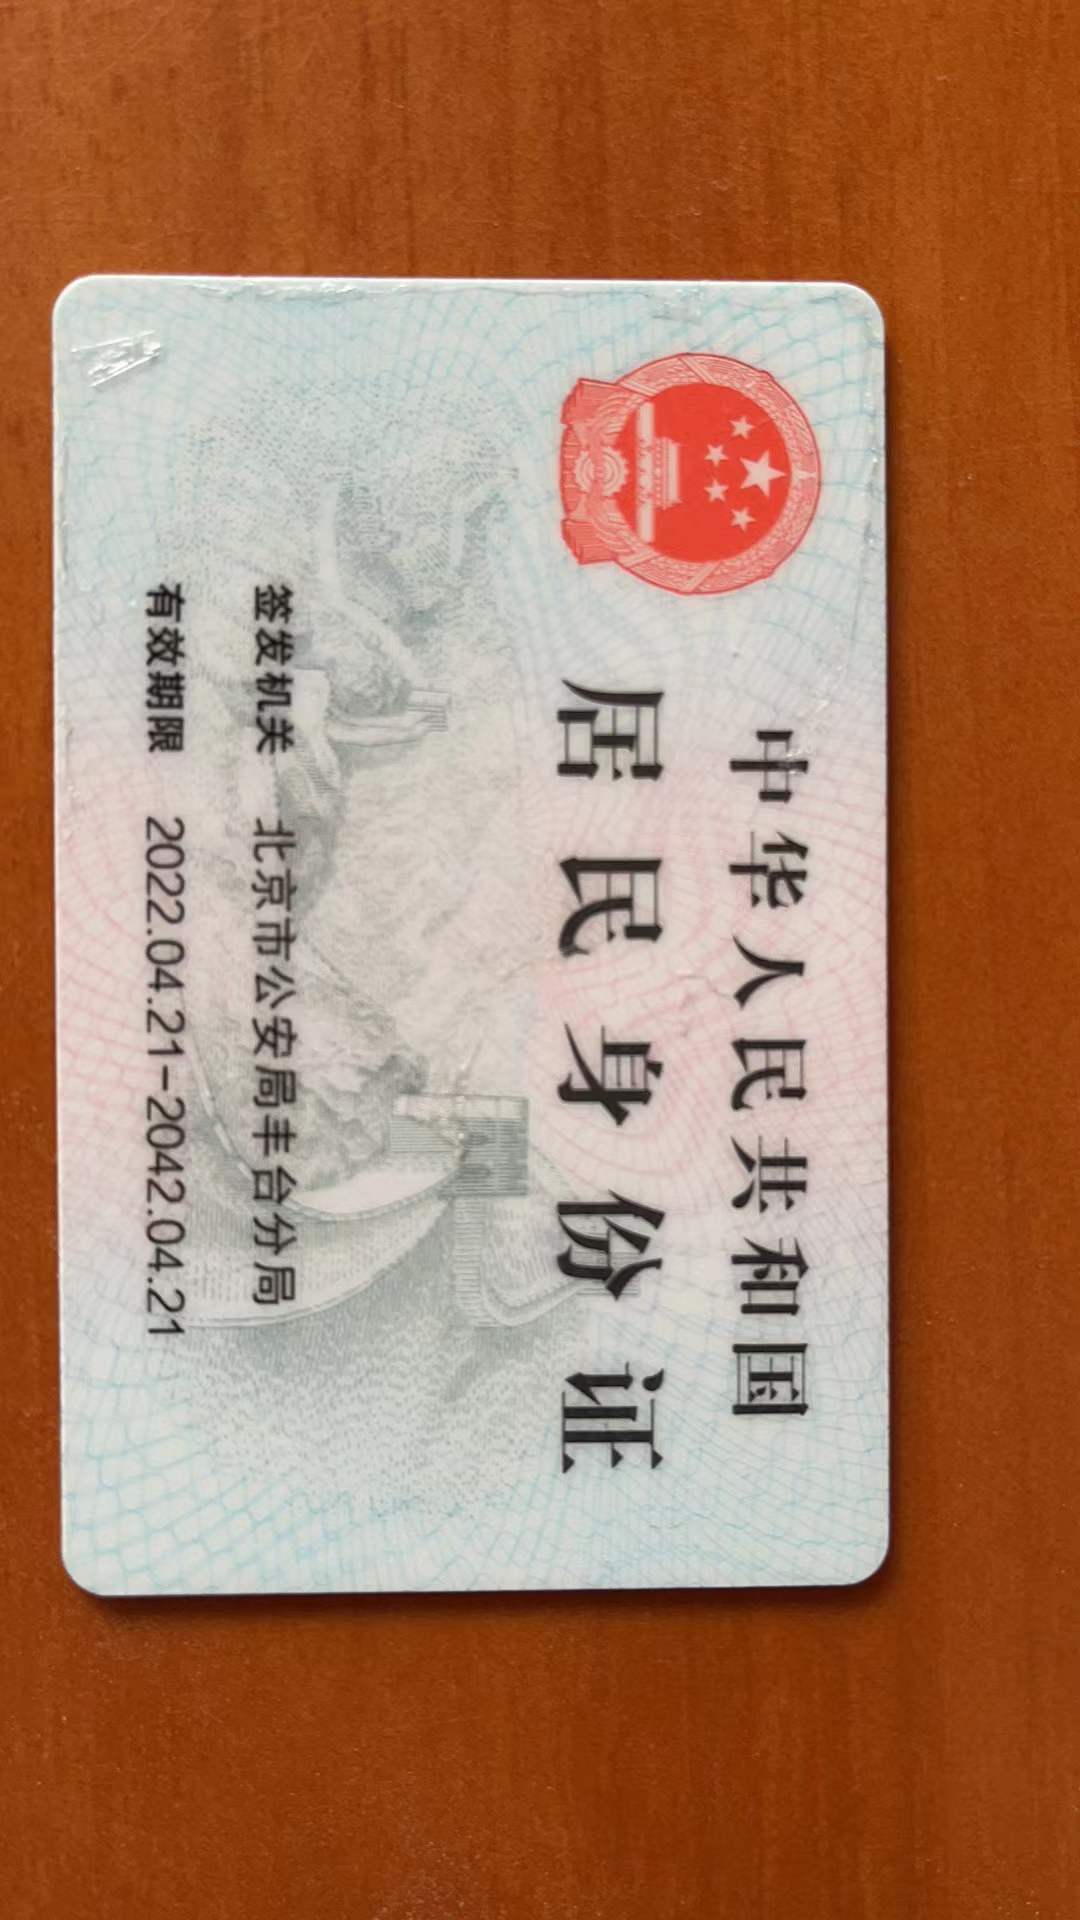 中华人民共和国
居民身份证
签发机关 北京市公安局丰台分局
有效期限 2022.04.21-2042.04.21